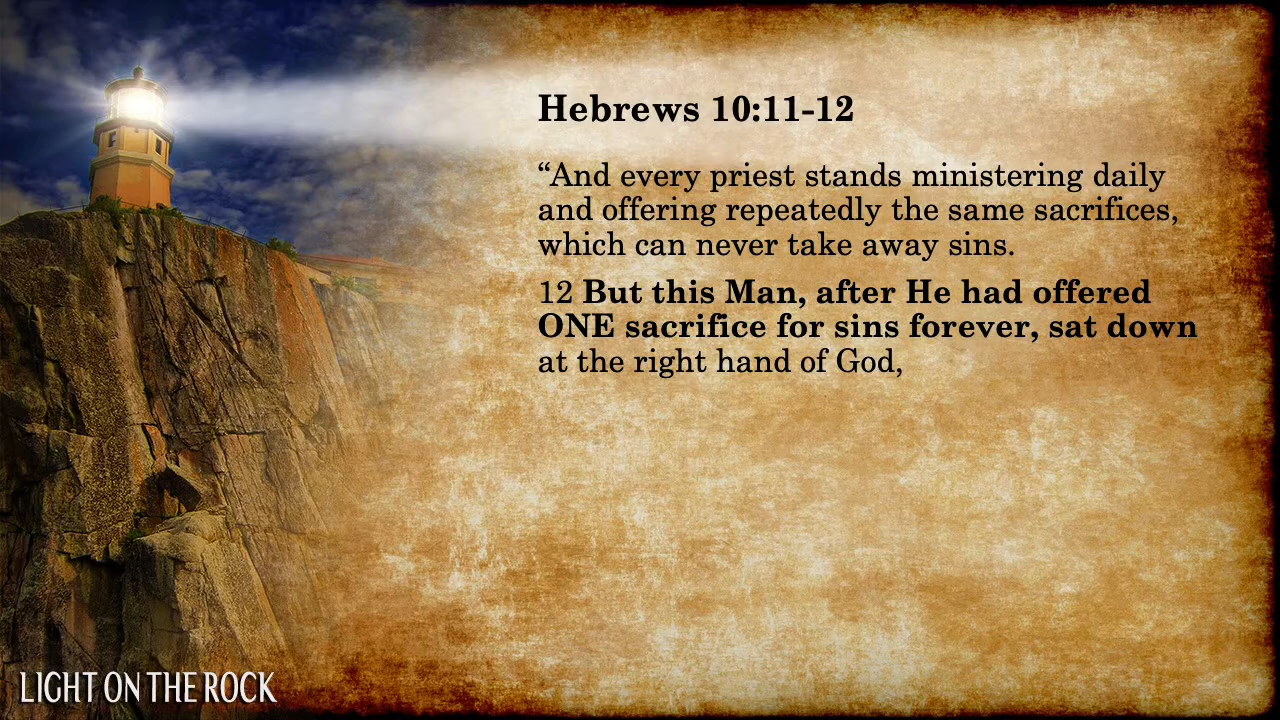 Hebrews 10:11-12
“And every priest stands ministering daily
and offering repeatedly the same sacrifices,
which can never take away sins.
12 But this Man, after He had offered
ONE sacrifice for sins forever, sat down
at the right hand of God,
LIGHT ON THE ROCK